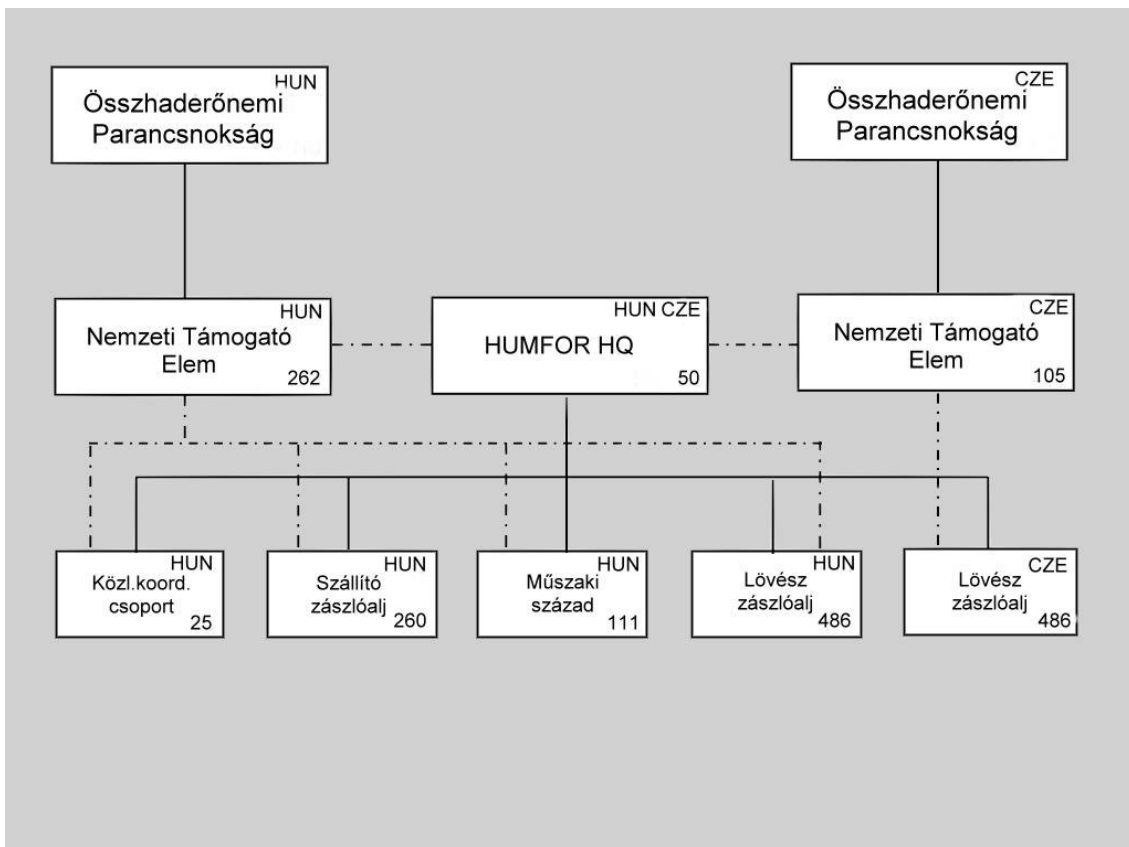 HUN
Összhaderőnemi
Parancsnokság
CZE
Összhaderőnemi
Parancsnokság
HUN
Nemzeti Támogató
Elem
262
HUN CZE
HUMFOR HQ
50
CZE
Nemzeti Támogató
Elem
105
HUN
Közl.koord.
csoport
25
HUN
Szállító
zászlóalj
260
HUN
Műszaki
század
111
HUN
Lövész
zászlóalj
486
CZE
Lövész
zászlóalj
486